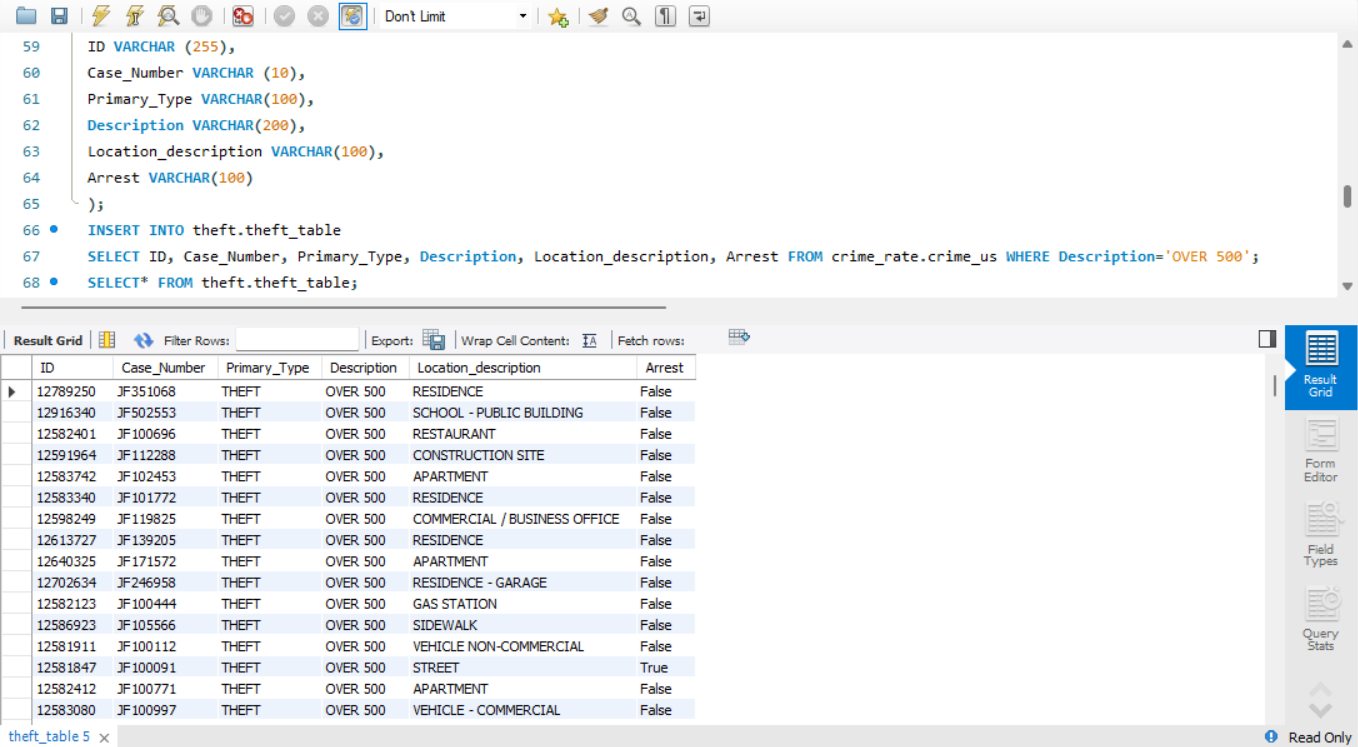 Don't Limit
59 ID VARCHAR (255),
60 Case_Number VARCHAR (10),
61 Primary_Type VARCHAR(100),
62 Description VARCHAR(200),
63 Location_description VARCHAR(100),
64 Arrest VARCHAR(100)
65 );
66 INSERT INTO theft.theft_table
67 SELECT ID, Case_Number, Primary_Type, Description, Location_description, Arrest FROM crime_rate.crime_us WHERE Description='OVER 500';
68 SELECT* FROM theft.theft_table;
Result Grid Filter Rows: Export: Wrap Cell Content: IA Fetch rows:
ID Case_Number Primary_Type Description Location_description Arrest
12789250 JF351068 THEFT OVER 500 RESIDENCE False
12916340 JF502553 THEFT OVER 500 SCHOOL - PUBLIC BUILDING False
12582401 JF100696 THEFT OVER 500 RESTAURANT False
12591964 JF112288 THEFT OVER 500 CONSTRUCTION SITE False
12583742 JF102453 THEFT OVER 500 APARTMENT False
12583340 JF101772 THEFT OVER 500 RESIDENCE False
12598249 JF119825 THEFT OVER 500 COMMERCIAL / BUSINESS OFFICE False
12613727 JF139205 THEFT OVER 500 RESIDENCE False
12640325 JF171572 THEFT OVER 500 APARTMENT False
12702634 JF246958 THEFT OVER 500 RESIDENCE - GARAGE False
12582123 JF100444 THEFT OVER 500 GAS STATION False
12586923 JF105566 THEFT OVER 500 SIDEWALK False
12581911 JF100112 THEFT OVER 500 VEHICLE NON-COMMERCIAL False
12581847 JF100091 THEFT OVER 500 STREET True
12582412 JF100771 THEFT OVER 500 APARTMENT False
12583080 JF100997 THEFT OVER 500 VEHICLE - COMMERCIAL False
Result
Grid
Form
Editor
Field
Types
Query
Stats
theft_table 5
Read Only